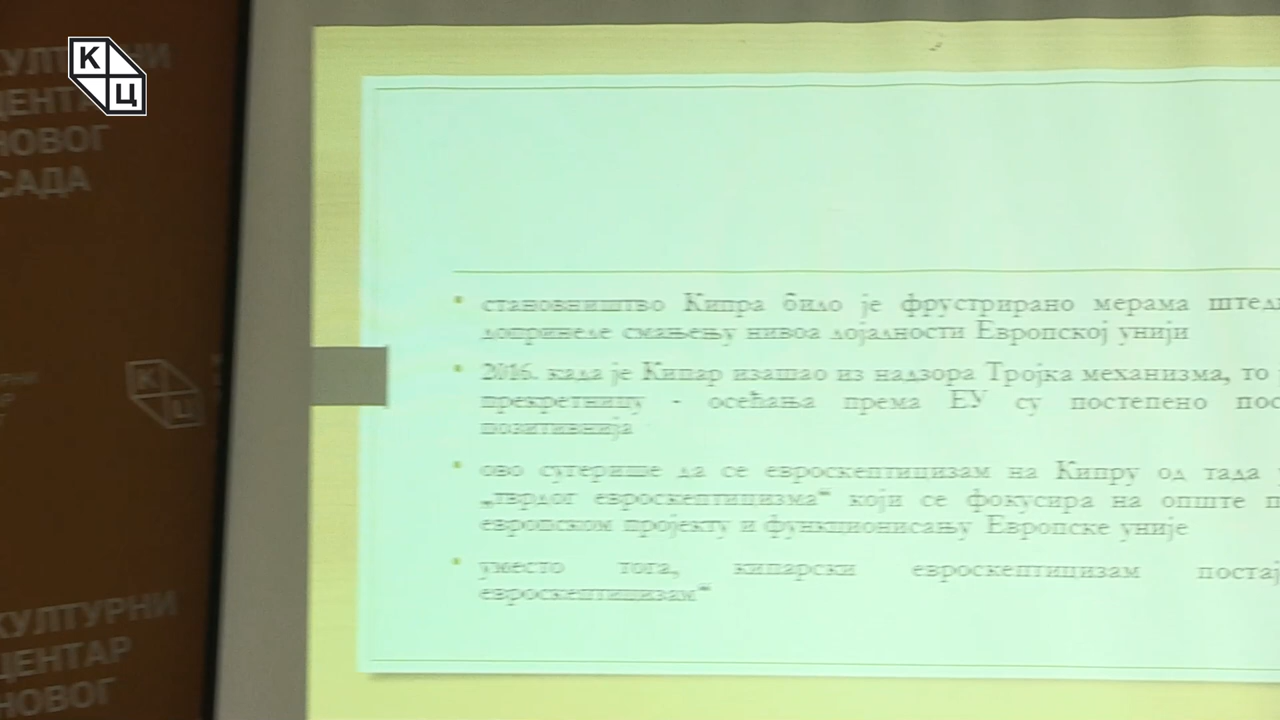 К
Ц
КУЛТУРНИ
ЦЕНТАР
НОВОГ
САДА
становништво Кипра било је фрустрирано мерама
допринеле смањењу нивоа лојалности Европској унији
2016. када је Кипар изашао из надзора Тројка механизма, то
прекретницу - осећања према ЕУ су постепено
позитивнија
ово сугерише да се евроскептицизам на Кипру од тада
„тврдог евроскептицизма“ који се фокусира на опште
европском пројекту и функционисању Европске уније
уместо тога, кипарски евроскептицизам
евроскептицизам“
К
Ц
КУЛТУРНИ
ЦЕНТАР
НОВОГ